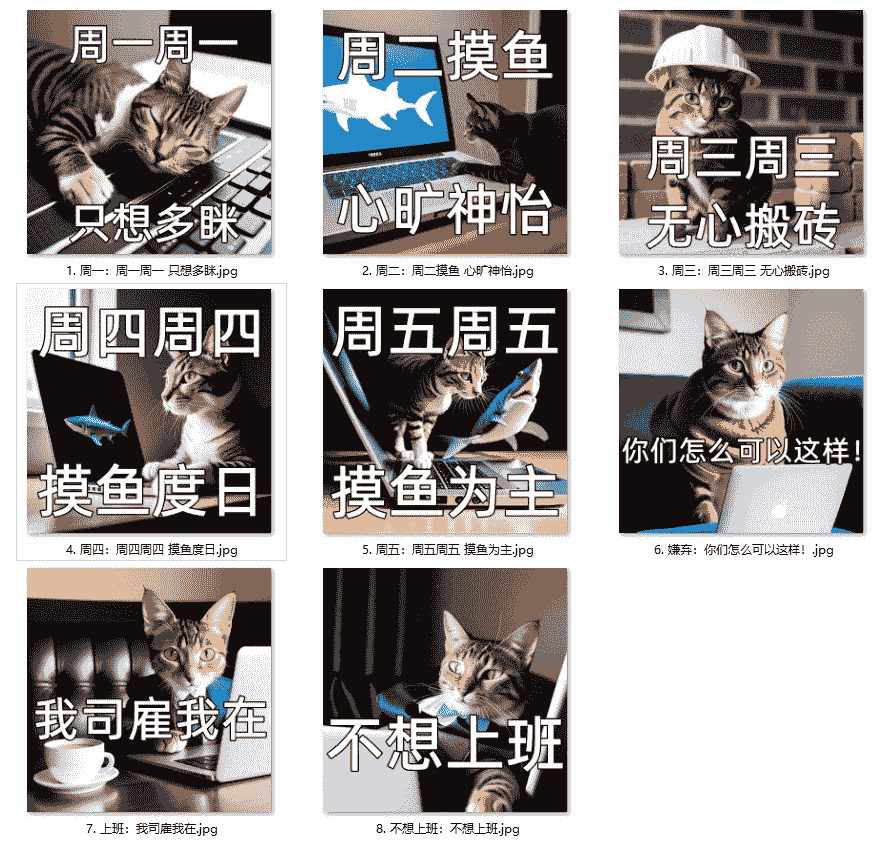 周一周一
只想多眯
1. 周一：周一周一 只想多眯.jpg
周二摸鱼
心旷神怡
2. 周二：周二摸鱼 心旷神怡.jpg
周三周三
无心搬砖
3. 周三：周三周三 无心搬砖.jpg
周四周四
摸鱼度日
4. 周四：周四周四 摸鱼度日.jpg
周五周五
摸鱼为主
5. 周五：周五周五 摸鱼为主.jpg
你们怎么可以这样！
6. 嫌弃：你们怎么可以这样！.jpg
我司雇我在
7. 上班：我司雇我在.jpg
不想上班
8. 不想上班：不想上班.jpg